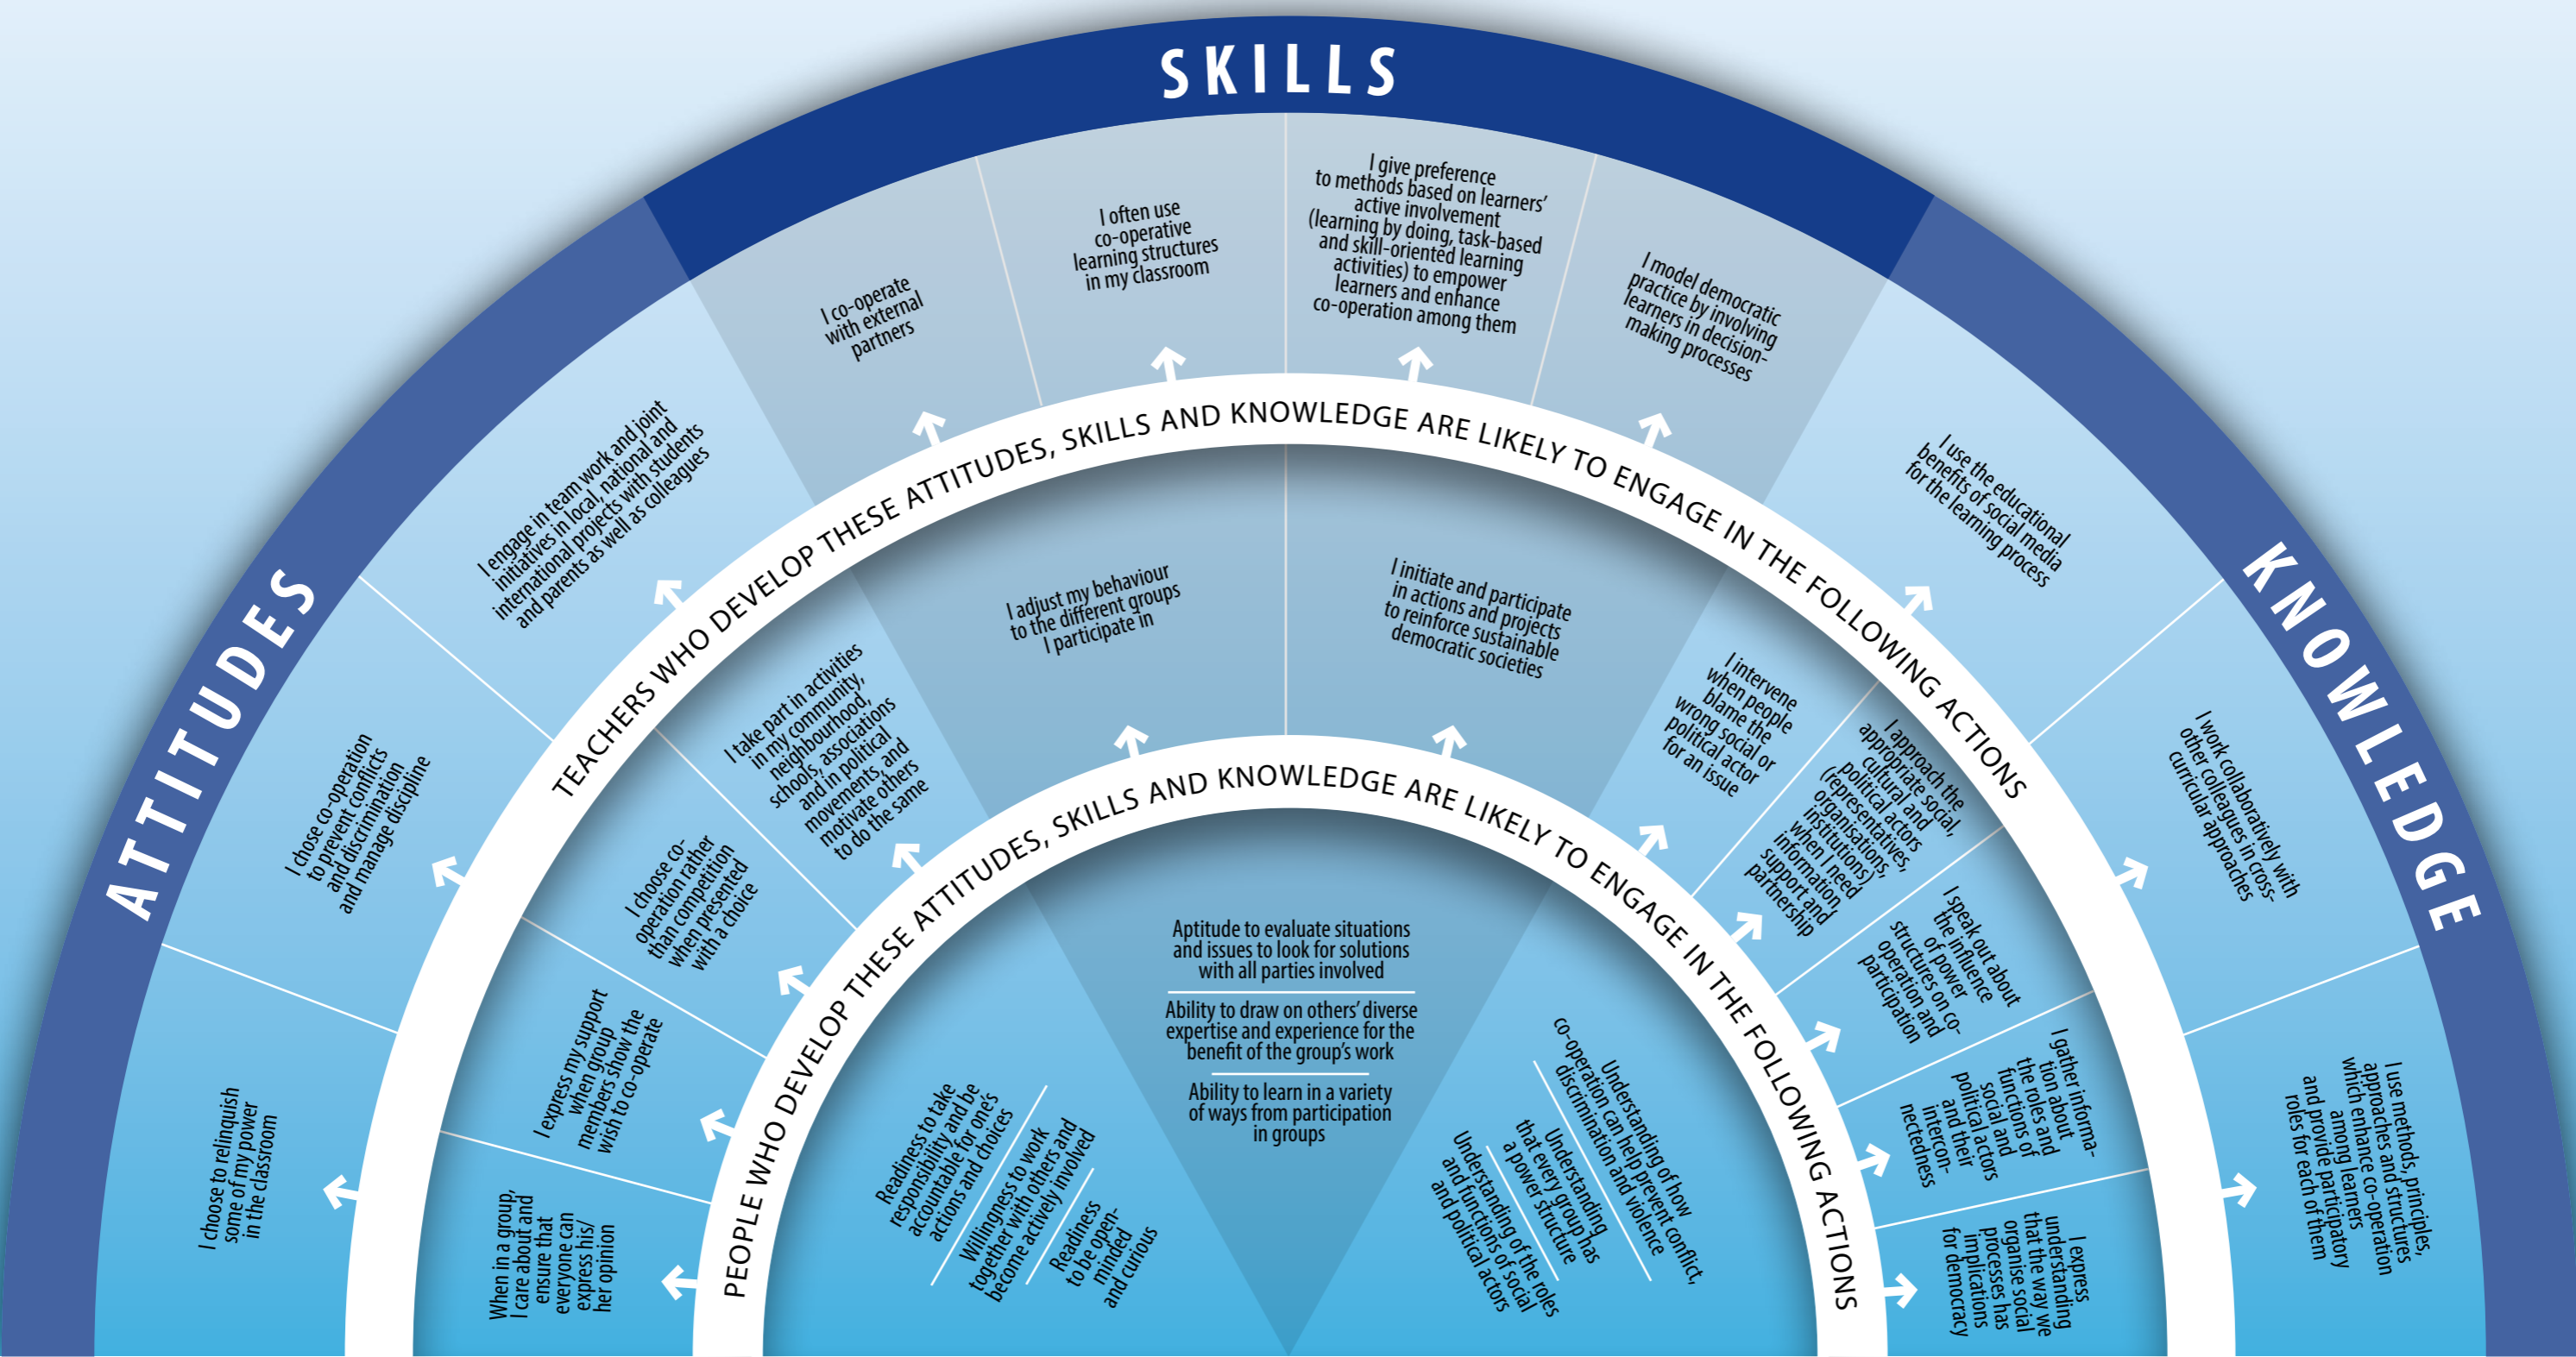 SKILLS
ATTITUDES
KNOWLEDGE
I choose to relinquish
some of my power
in the classroom
I chose co-operation
to prevent conflicts
and discrimination
and manage discipline
I engage in team work and joint
initiatives in local, national and
international projects with students
and parents as well as colleagues
I co-operate
with external
partners
I often use
co-operative
learning structures
in my classroom
I give preference
to methods based on learners’
active involvement
(learning by doing, task-based
and skill-oriented learning
activities) to empower
learners and enhance
co-operation among them
I model democratic
practice by involving
learners in decision-
making processes
I use the educational
benefits of social media
for the learning process
I work collaboratively with
other colleagues in cross-
curricular approaches
I use methods, principles,
approaches and structures
which enhance co-operation
among learners
and provide participatory
roles for each of them
TEACHERS WHO DEVELOP THESE ATTITUDES, SKILLS AND KNOWLEDGE ARE LIKELY TO ENGAGE IN THE FOLLOWING ACTIONS
When in a group,
I care about and
ensure that
everyone can
express his/
her opinion
I express my support
when group
members show the
wish to co-operate
I choose co-
operation rather
than competition
when presented
with a choice
I take part in activities
in my community,
neighbourhood,
schools, associations
and in political
movements, and
motivate others
to do the same
I adjust my behaviour
to the different groups
I participate in
I initiate and participate
in actions and projects
to reinforce sustainable
democratic societies
I intervene
when people
blame the
wrong social or
political actor
for an issue
I approach the
appropriate social,
cultural and
political actors
(representatives,
organisations,
institutions)
when I need
information,
support and
partnership
I speak out about
the influence
of power
structures on co-
operation and
participation
I gather informa-
tion about
the roles and
functions of
social and
political actors
and their
intercon-
nectedness
I express
understanding
that the way we
organise social
processes has
implications
for democracy
PEOPLE WHO DEVELOP THESE ATTITUDES, SKILLS AND KNOWLEDGE ARE LIKELY TO ENGAGE IN THE FOLLOWING ACTIONS
Readiness to take
responsibility and be
accountable for one’s
actions and choices
Willingness to work
together with others and
become actively involved
Readiness
to be open-
minded
and curious
Aptitude to evaluate situations
and issues to look for solutions
with all parties involved
Ability to draw on others’ diverse
expertise and experience for the
benefit of the group’s work
Ability to learn in a variety
of ways from participation
in groups
Understanding of how
co-operation can help prevent conflict,
discrimination and violence
Understanding
that every group has
a power structure
Understanding of the roles
and functions of social
and political actors